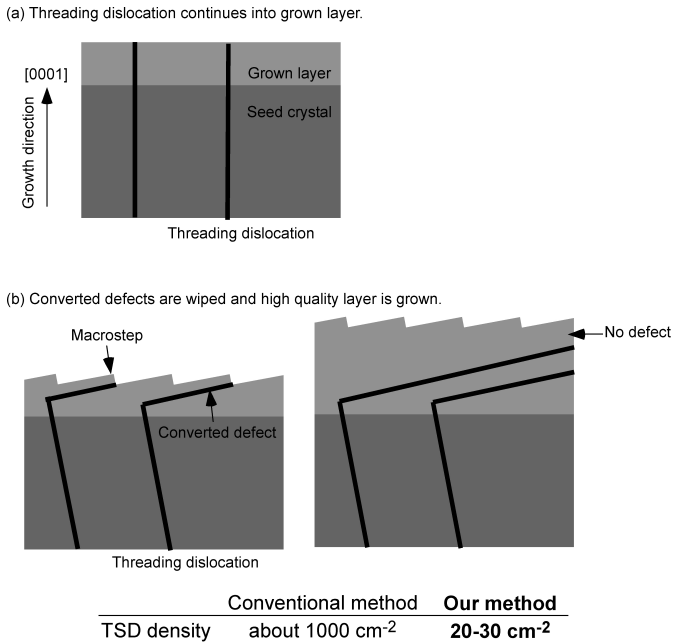 (a) Threading dislocation continues into grown layer.
[0001]
Growth direction
Grown layer
Seed crystal
Threading dislocation
(b) Converted defects are wiped and high quality layer is grown.
Macrostep
No defect
Converted defect
Threading dislocation
Conventional method Our method
TSD density about 1000 cm-2 20-30 cm-2